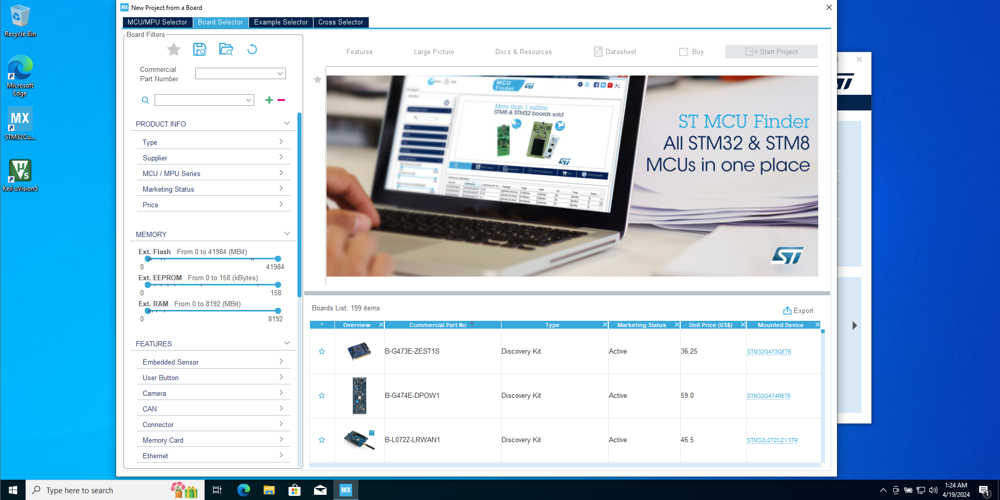 Recycle Bin
Microsoft
Edge
MX
STM32Cu...
Keil uVision5
MX New Project from a Board
MCU/MPU Selector
Board Selector
Example Selector
Cross Selector
Board Filters
Commercial
Part Number
PRODUCT INFO
Type
Supplier
MCU / MPU Series
Marketing Status
Price
MEMORY
Ext. Flash From 0 to 41984 (MBit)
0 41984
Ext. EEPROM From 0 to 158 (kBytes)
0 158
Ext. RAM From 0 to 8192 (MBit)
0 8192
FEATURES
Embedded Sensor
User Button
Camera
CAN
Connector
Memory Card
Ethernet
Features
Large Picture
Docs & Resources
Datasheet
Buy
Start Project
MCU
Finder
More than 1 million
STM8 & STM32 boards sold
ST MCU Finder
All STM32 & STM8
MCUs in one place
Boards List: 199 items
Export
* Overview Commercial Part No Type Marketing Status Unit Price (US$) Mounted Device
B-G473E-ZEST1S Discovery Kit Active 36.25 STM32G473QET6
B-G474E-DPOW1 Discovery Kit Active 59.0 STM32G474RET6
B-L072Z-LRWAN1 Discovery Kit Active 46.5 STM32L072CZY3TR
Type here to search
MX
1:24 AM
4/19/2024
1